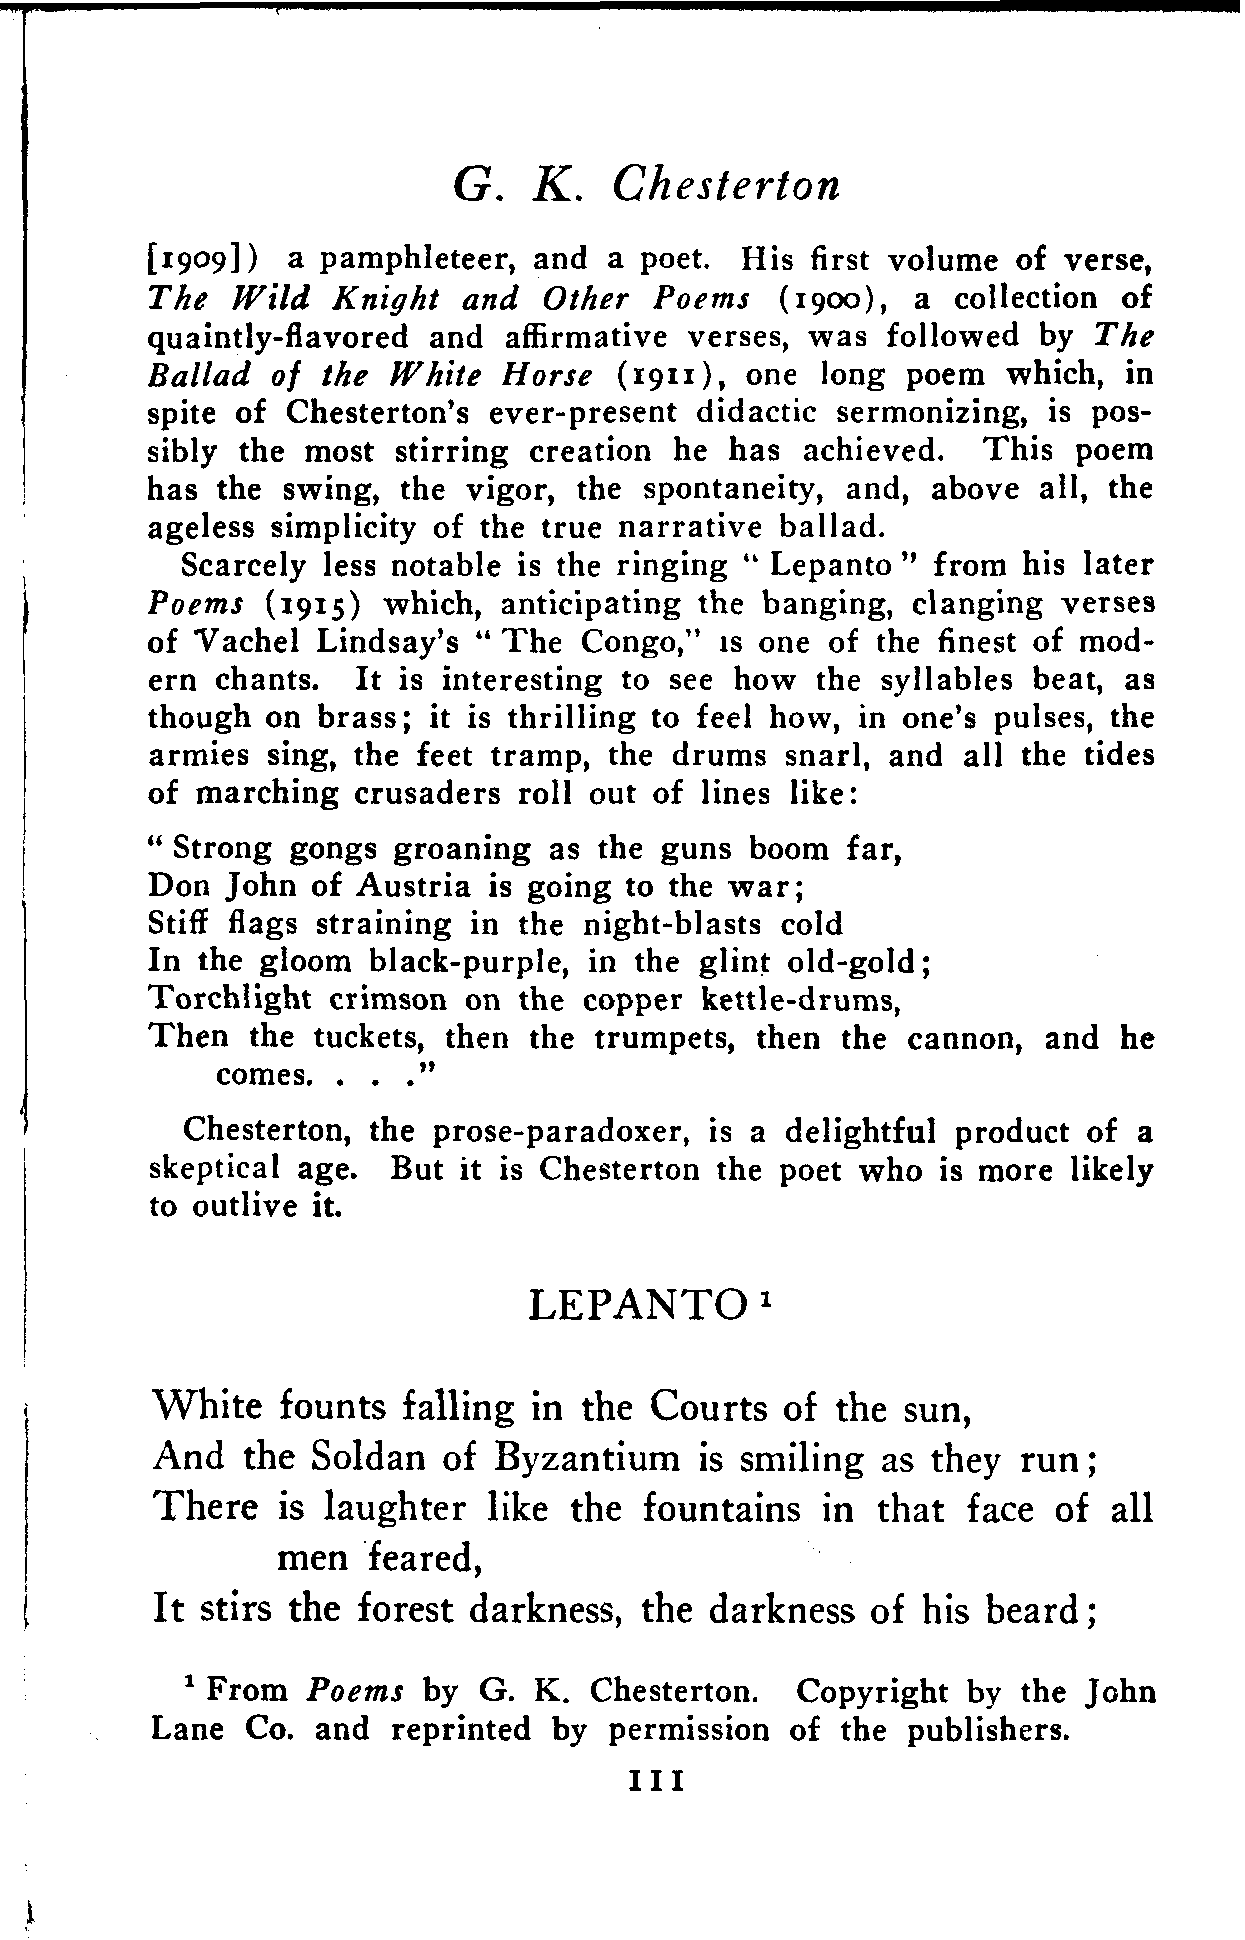 G. K. Chesterton
[1909]) a pamphleteer, and a poet. His first volume of verse,
The Wild Knight and Other Poems (1900), a collection of
quaintly-flavored and affirmative verses, was followed by The
Ballad of the White Horse (1911), one long poem which, in
spite of Chesterton's ever-present didactic sermonizing, is pos-
sibly the most stirring creation he has achieved. This poem
has the swing, the vigor, the spontaneity, and, above all, the
ageless simplicity of the true narrative ballad.
Scarcely less notable is the ringing “ Lepanto ” from his later
Poems (1915) which, anticipating the banging, clanging verses
of Vachel Lindsay's “ The Congo,” is one of the finest of mod-
ern chants. It is interesting to see how the syllables beat, as
though on brass; it is thrilling to feel how, in one's pulses, the
armies sing, the feet tramp, the drums snarl, and all the tides
of marching crusaders roll out of lines like:
“ Strong gongs groaning as the guns boom far,
Don John of Austria is going to the war;
Stiff flags straining in the night-blasts cold
In the gloom black-purple, in the glint old-gold;
Torchlight crimson on the copper kettle-drums,
Then the tuckets, then the trumpets, then the cannon, and he
comes. . . .”
Chesterton, the prose-paradoxer, is a delightful product of a
skeptical age. But it is Chesterton the poet who is more likely
to outlive it.
LEPANTO ¹
White founts falling in the Courts of the sun,
And the Soldan of Byzantium is smiling as they run;
There is laughter like the fountains in that face of all
men feared,
It stirs the forest darkness, the darkness of his beard;
¹ From Poems by G. K. Chesterton. Copyright by the John
Lane Co. and reprinted by permission of the publishers.
111